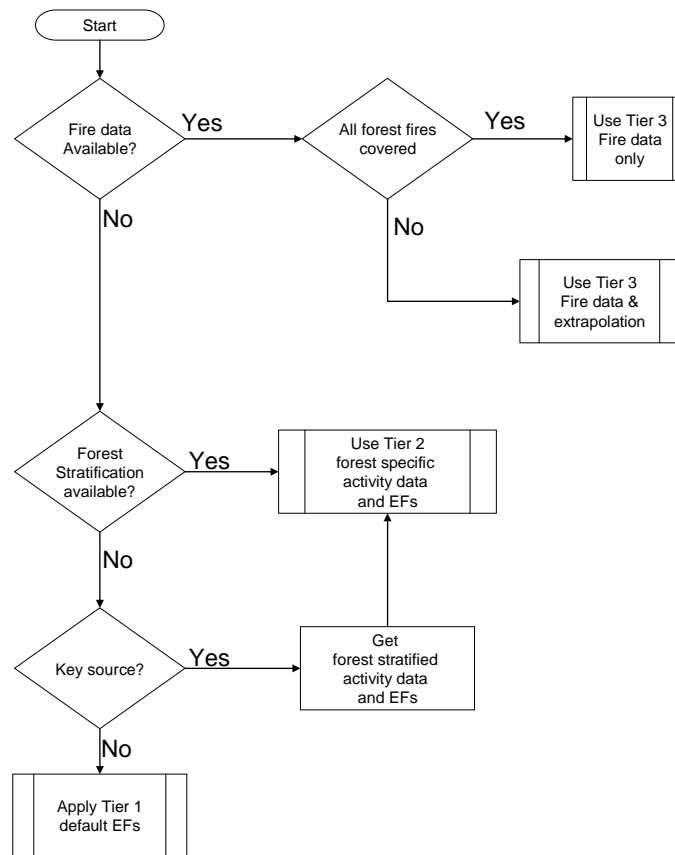 Start
Fire data
Available?
Yes
All forest fires
covered
Yes
Use Tier 3
Fire data
only
No
No
Use Tier 3
Fire data &
extrapolation
Forest
Stratification
available?
Yes
Use Tier 2
forest specific
activity data
and EFs
No
Key source?
Yes
Get
forest stratified
activity data
and EFs
No
Apply Tier 1
default EFs